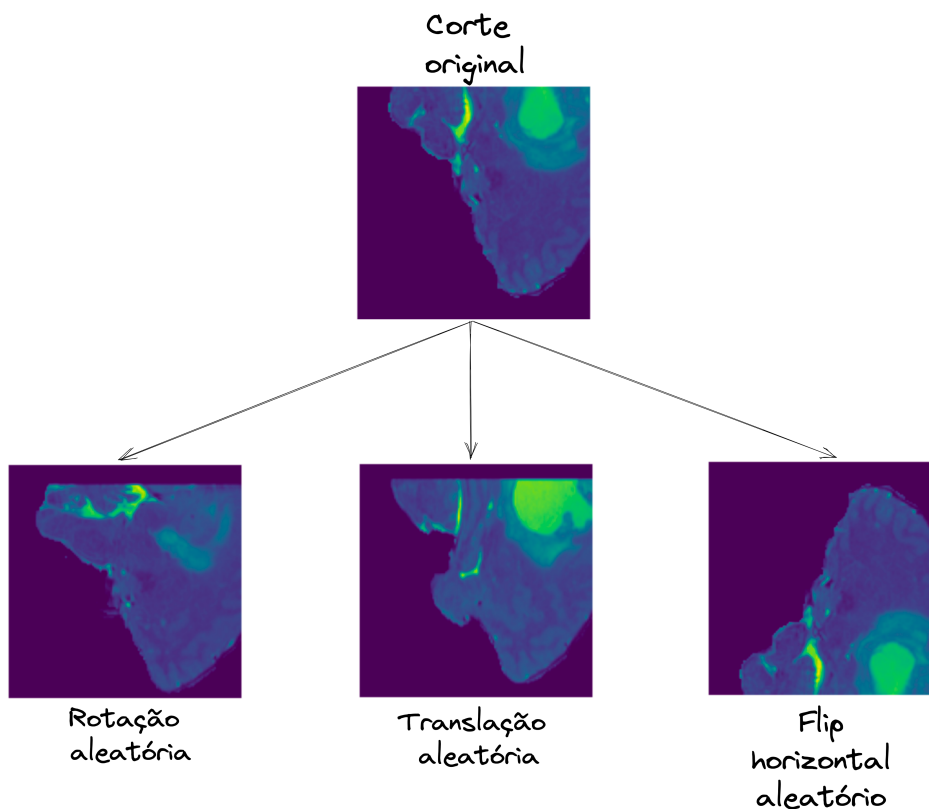 Corte
original
Rotação
aleatória
Translação
aleatória
Flip
horizontal
aleatório